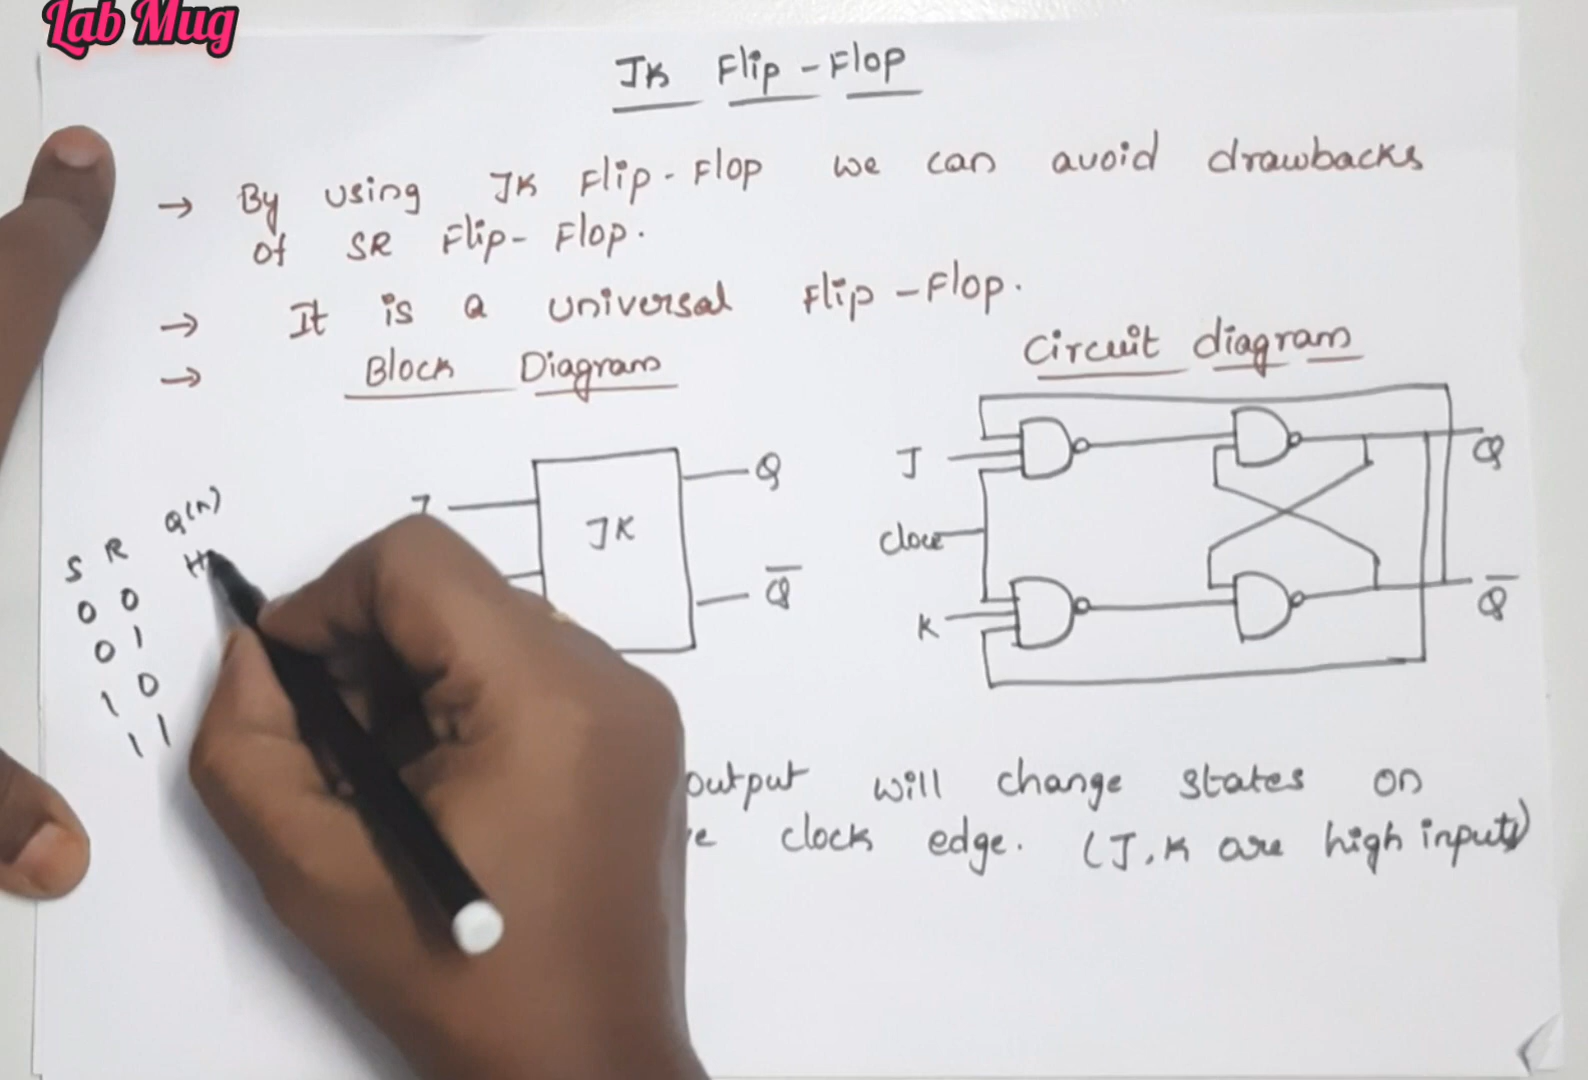 Lab Mug
JK Flip-Flop
→ By using JK Flip-Flop we can avoid drawbacks
of SR Flip-Flop.
→ It is a universal Flip-Flop.
→ Block Diagram
Circuit diagram
J
JK
Q
Q̅
J
clock
K
Q
Q̅
S R Q(n)
0 0 H
0 1
1 0
1 1
output will change states on
clock edge. (J,K are high inputs)